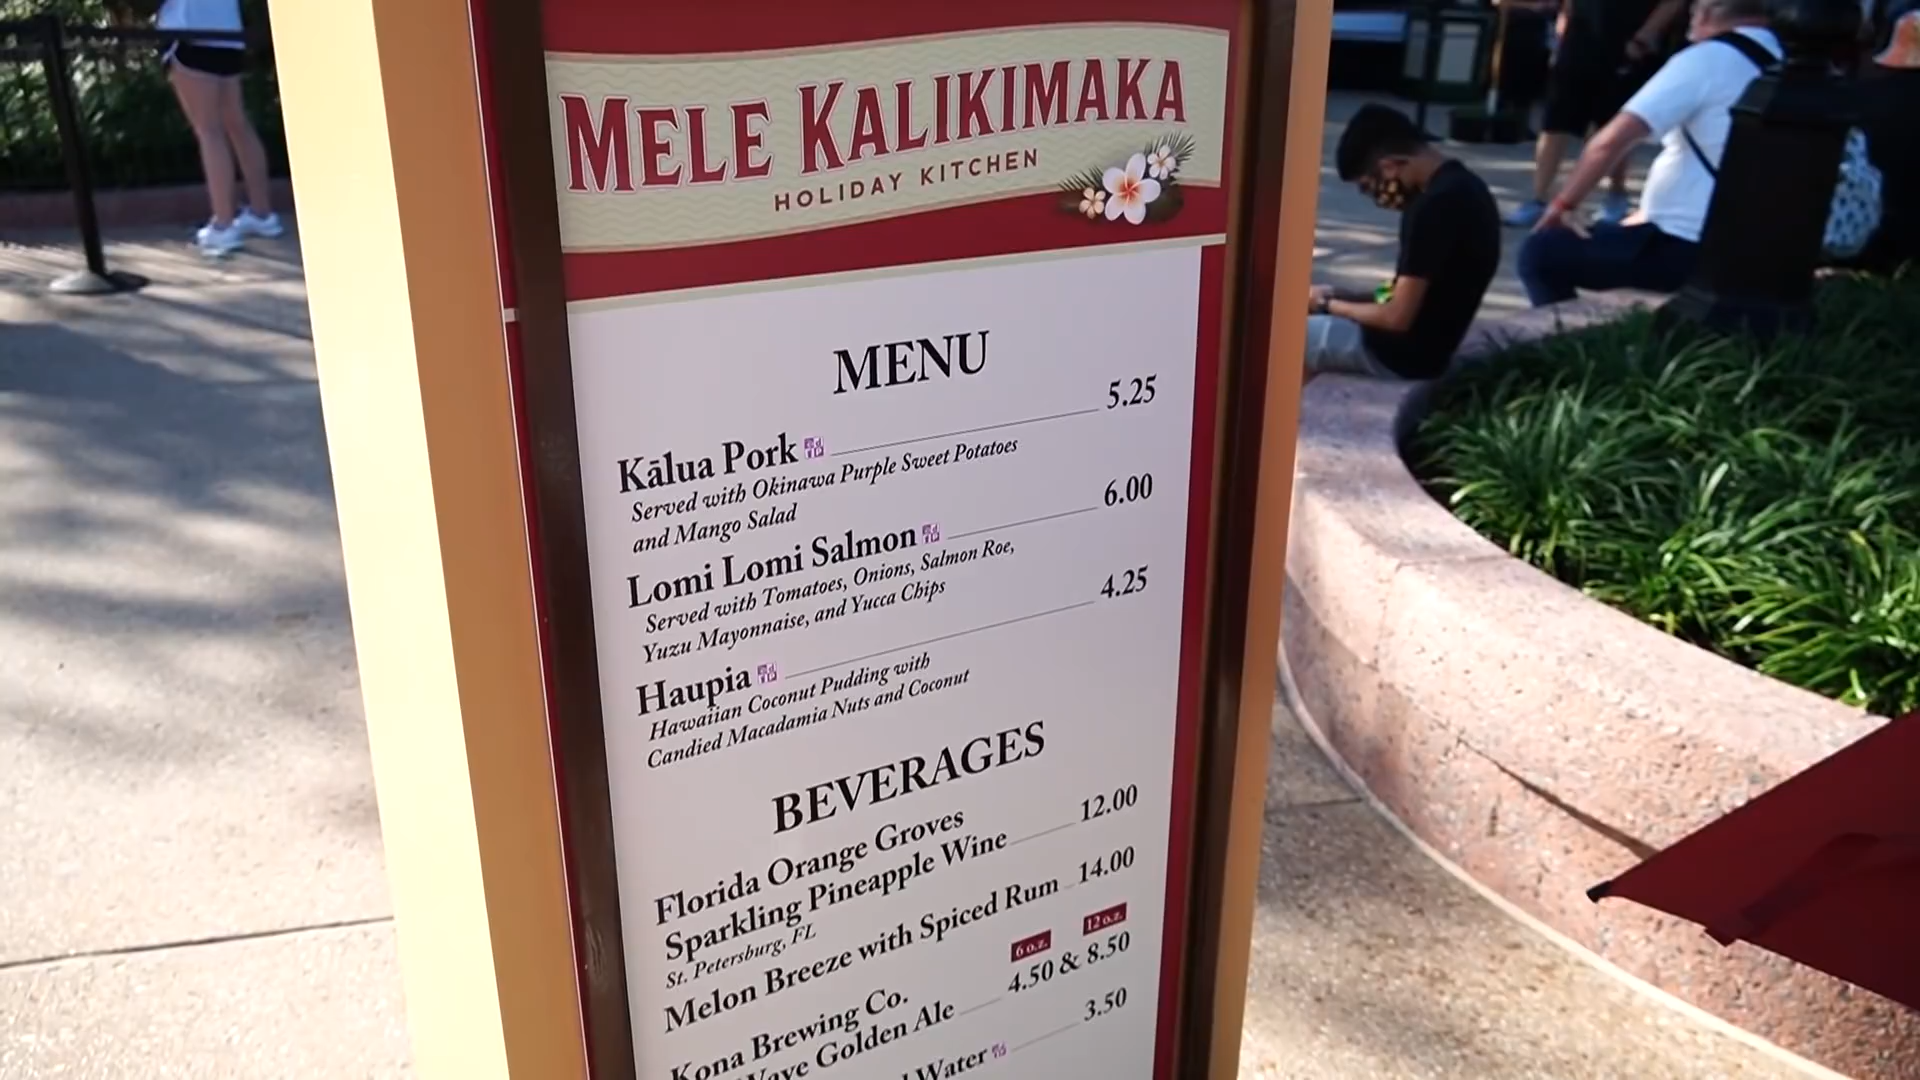 MELE KALIKIMAKA
HOLIDAY KITCHEN
MENU
Kālua Pork 5.25
Served with Okinawa Purple Sweet Potatoes
and Mango Salad
Lomi Lomi Salmon 6.00
Served with Tomatoes, Onions, Salmon Roe,
Yuzu Mayonnaise, and Yucca Chips
Haupia 4.25
Hawaiian Coconut Pudding with
Candied Macadamia Nuts and Coconut
BEVERAGES
Florida Orange Groves
Sparkling Pineapple Wine 12.00
St. Petersburg, FL
Melon Breeze with Spiced Rum 14.00
6 oz. 12 oz.
Kona Brewing Co.
Wave Golden Ale 4.50 & 8.50
Water 3.50